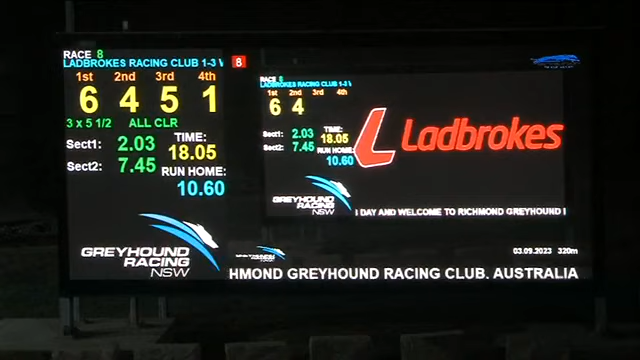 RACE 8
LADBROKES RACING CLUB 1-3 W
8
1st 2nd 3rd 4th
6 4 5 1
3 x 5 1/2 ALL CLR
Sect1: 2.03
Sect2: 7.45
TIME:
18.05
RUN HOME:
10.60
GREYHOUND
RACING
NSW
RACE 8
LADBROKES RACING CLUB 1-3 W
1st 2nd 3rd 4th
6 4
Sect1: 2.03
Sect2: 7.45
TIME:
18.05
RUN HOME:
10.60
GREYHOUND
RACING
NSW
Ladbrokes
DAY AND WELCOME TO RICHMOND GREYHOUND
03.09.2023 320m
HMOND GREYHOUND RACING CLUB. AUSTRALIA